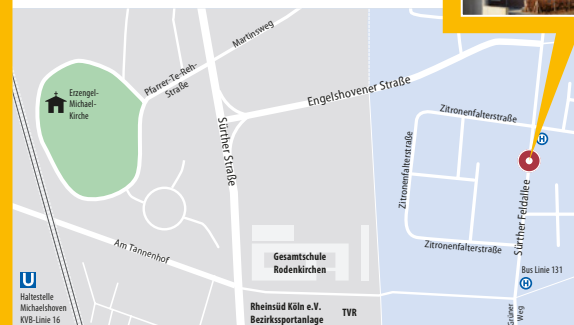 Martinsweg
Pfarrer-Te-Reh-
Straße
Erzengel-
Michael-
Kirche
Engelshovener Straße
Sürther Straße
Zitronenfalterstraße
H
Zitronenfalterstraße
Sürther Feldallee
Zitronenfalterstraße
Am Tannenhof
Gesamtschule
Rodenkirchen
Bus Linie 131
H
U
Haltestelle
Michaelshoven
KVB-Linie 16
Rheinsüd Köln e.V.
Bezirkssportanlage
TVR
Grüner
Weg